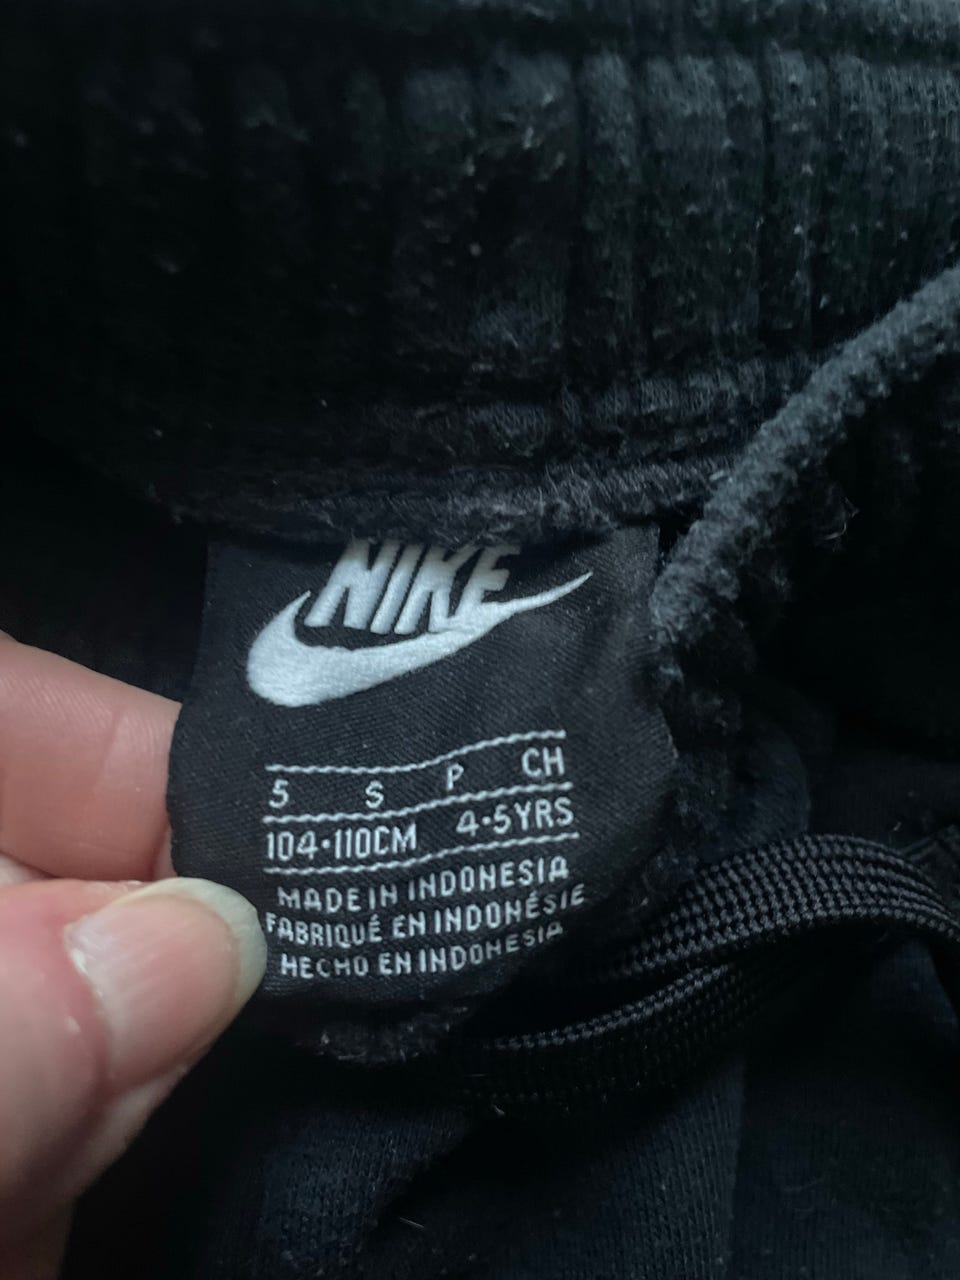 NIKE
5 S P CH
104-110CM 4-5YRS
MADE IN INDONESIA
FABRIQUÉ EN INDONÉSIE
HECHO EN INDONESIA